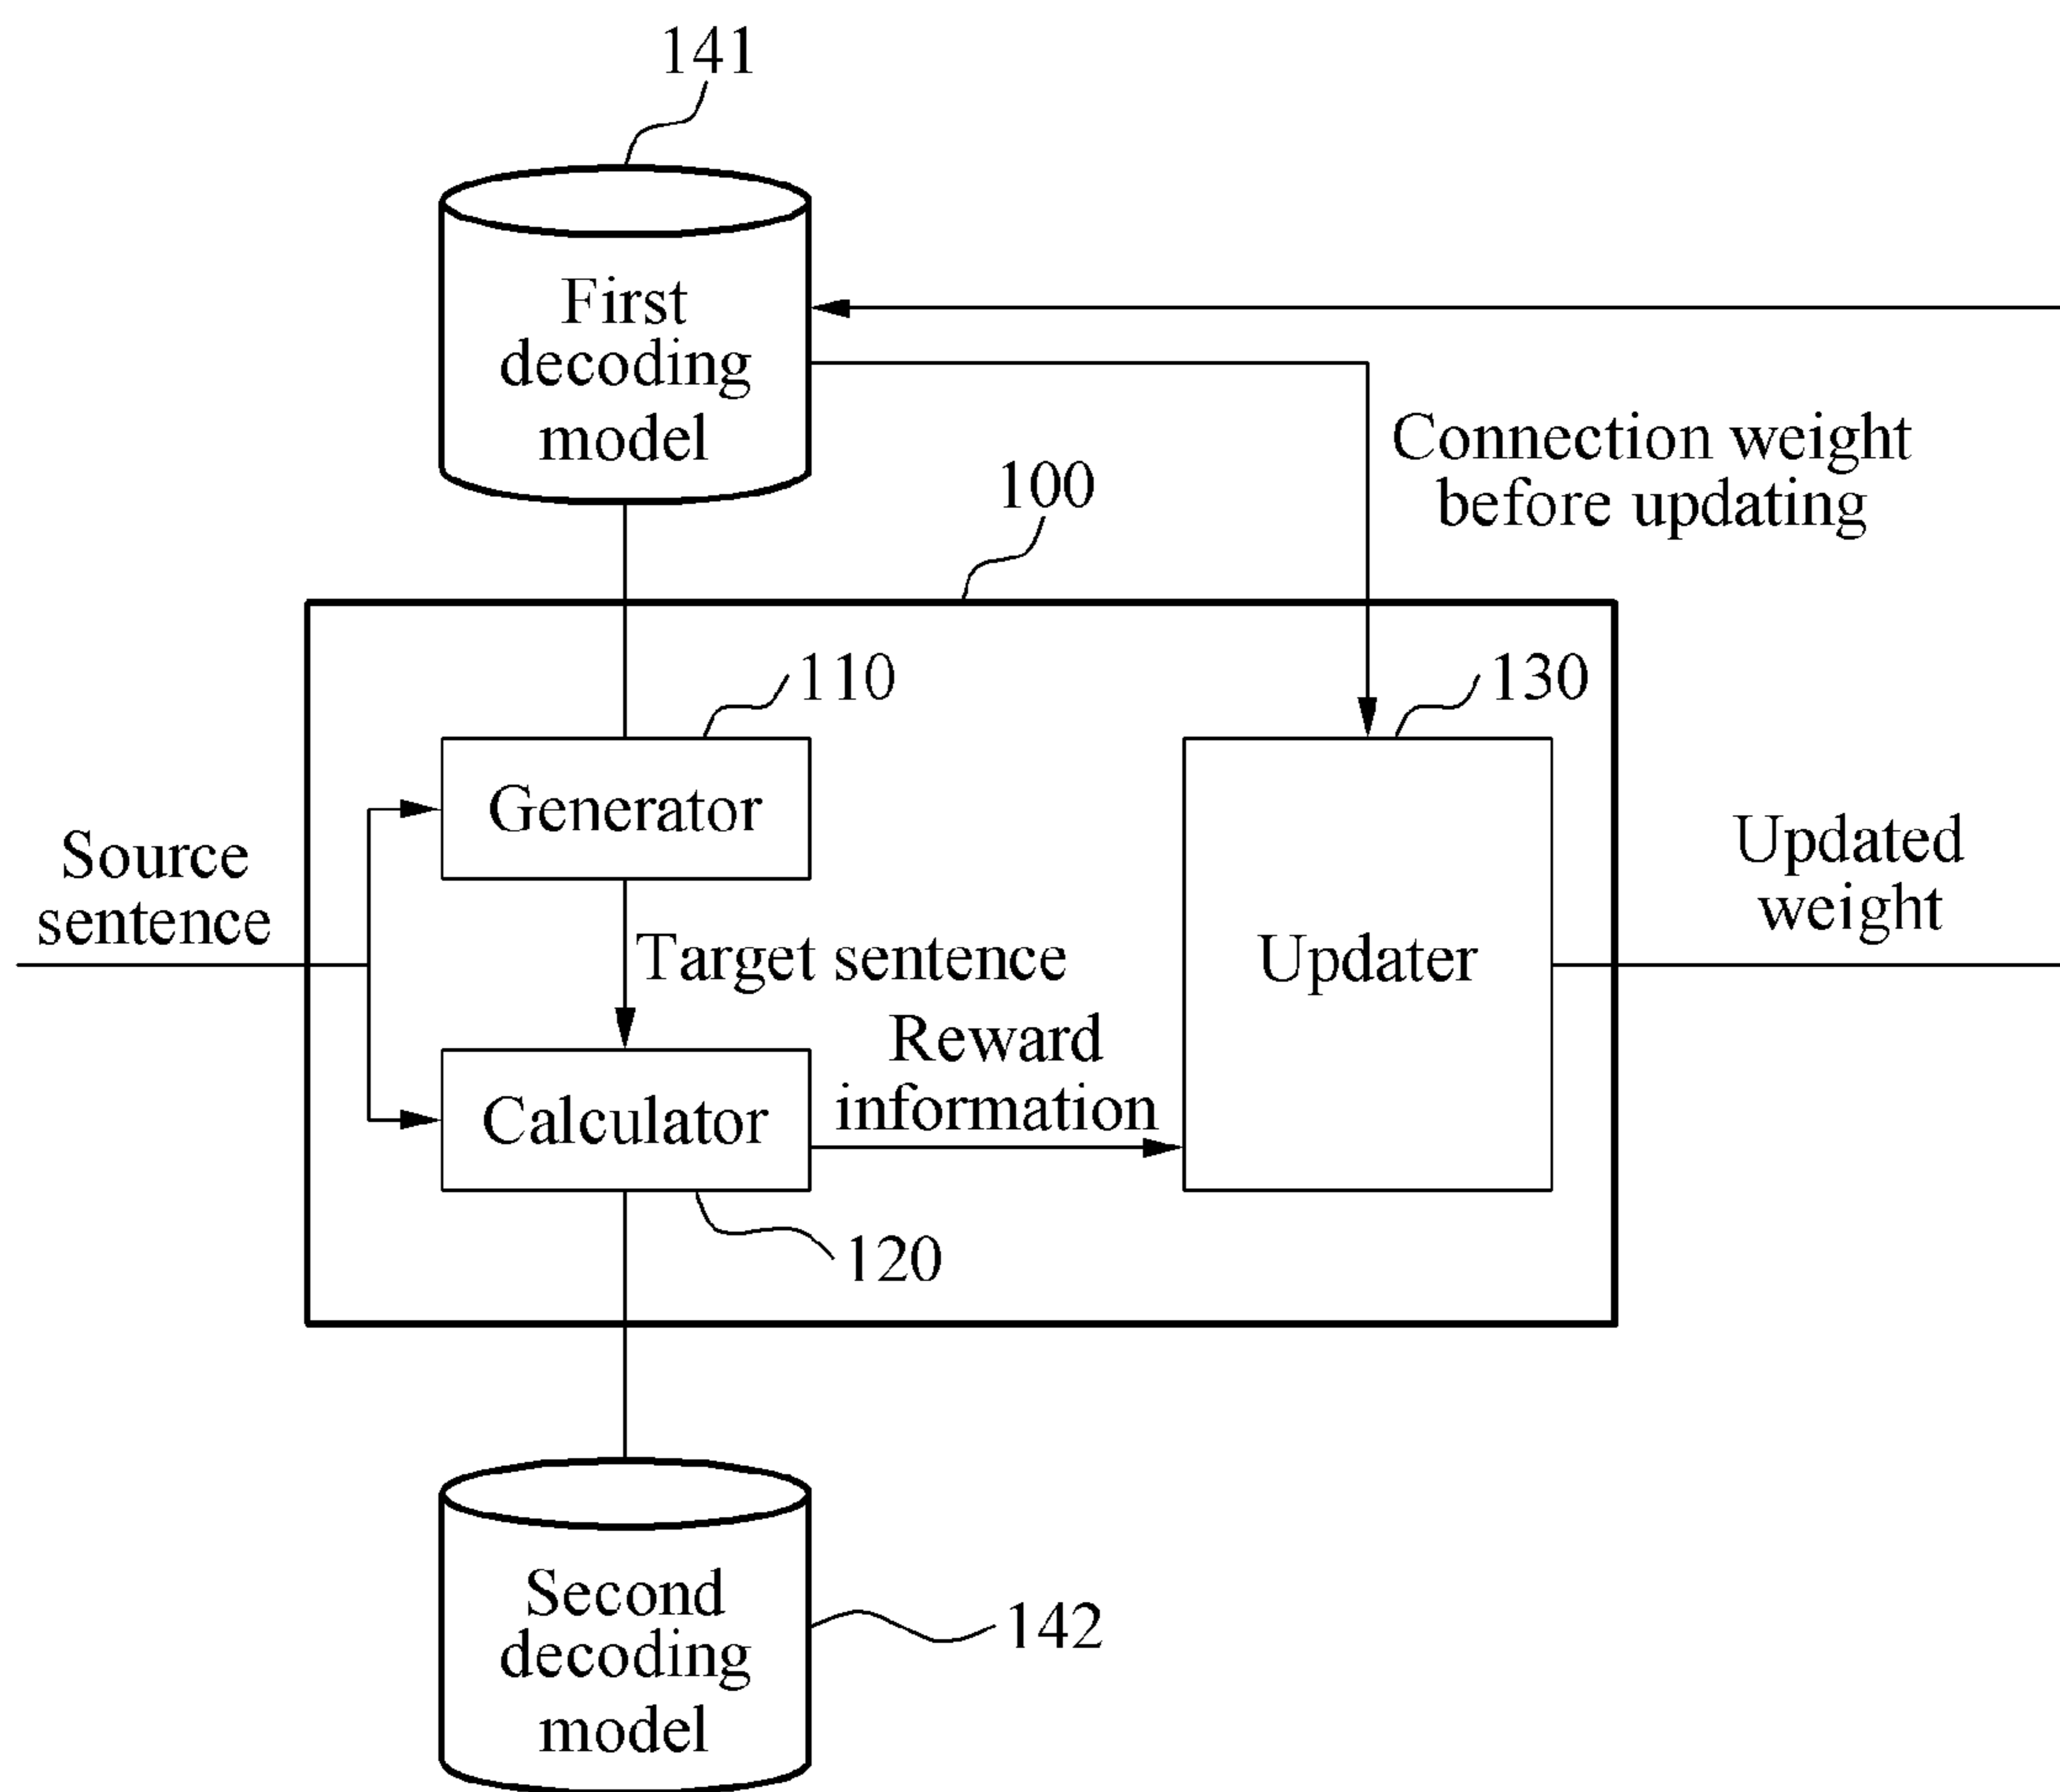 141
First
decoding
model
Connection weight
before updating
100
110
130
Generator
Source
sentence
Updated
weight
Target sentence
Updater
Reward
information
Calculator
120
Second
decoding
model
142